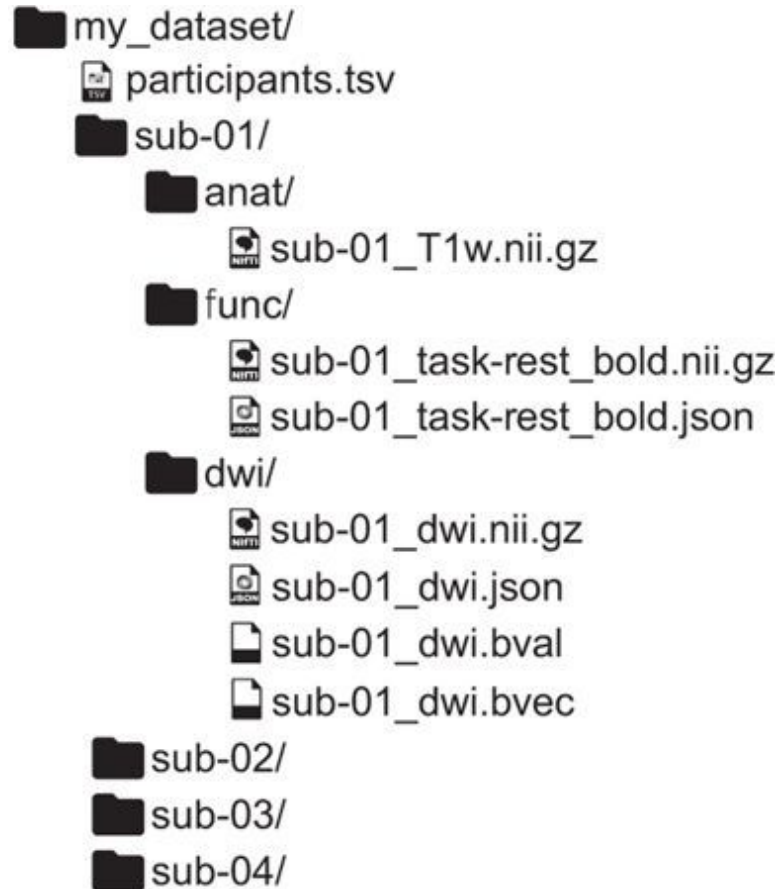 my_dataset/
participants.tsv
sub-01/
anat/
sub-01_T1w.nii.gz
func/
sub-01_task-rest_bold.nii.gz
sub-01_task-rest_bold.json
dwi/
sub-01_dwi.nii.gz
sub-01_dwi.json
sub-01_dwi.bval
sub-01_dwi.bvec
sub-02/
sub-03/
sub-04/